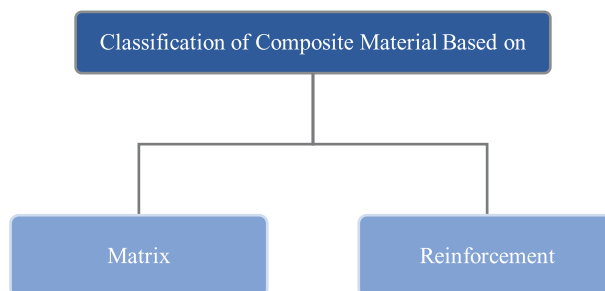 Classification of Composite Material Based on
Matrix
Reinforcement